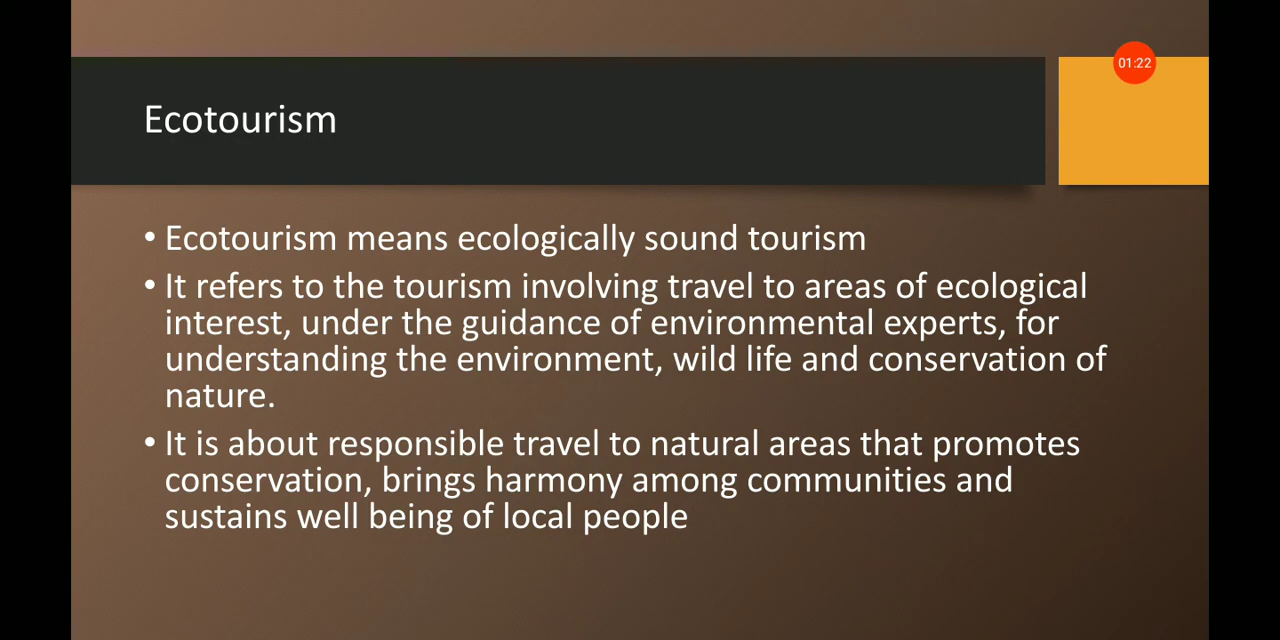 01:22
Ecotourism
• Ecotourism means ecologically sound tourism
• It refers to the tourism involving travel to areas of ecological
interest, under the guidance of environmental experts, for
understanding the environment, wild life and conservation of
nature.
• It is about responsible travel to natural areas that promotes
conservation, brings harmony among communities and
sustains well being of local people